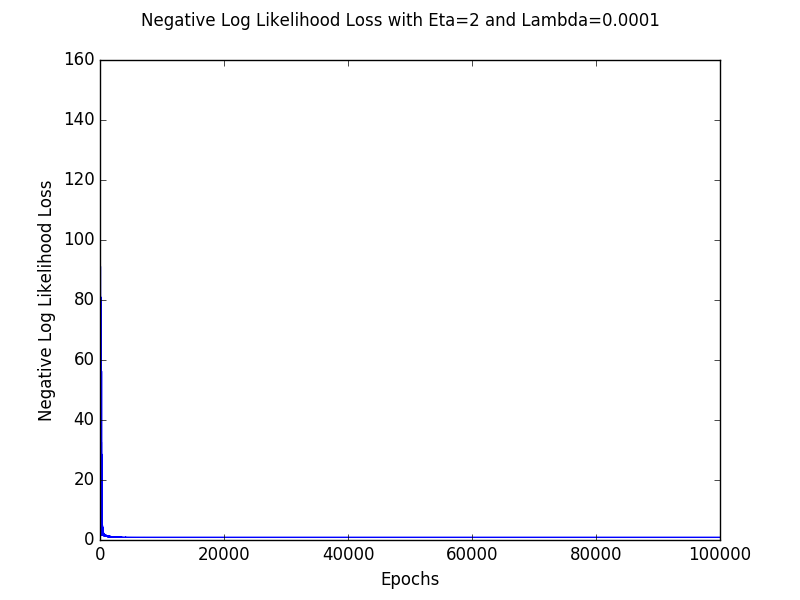 Negative Log Likelihood Loss with Eta=2 and Lambda=0.0001
160
140
120
100
80
60
40
20
0
Negative Log Likelihood Loss
0 20000 40000 60000 80000 100000
Epochs